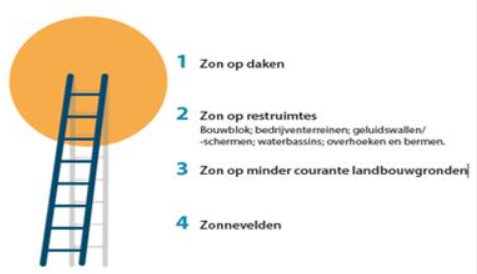 1 Zon op daken
2 Zon op restruimtes
Bouwblok; bedrijventerreinen; geluidswallen/
-schermen; waterbassins; overhoeken en bermen.
3 Zon op minder courante landbouwgronden
4 Zonnevelden